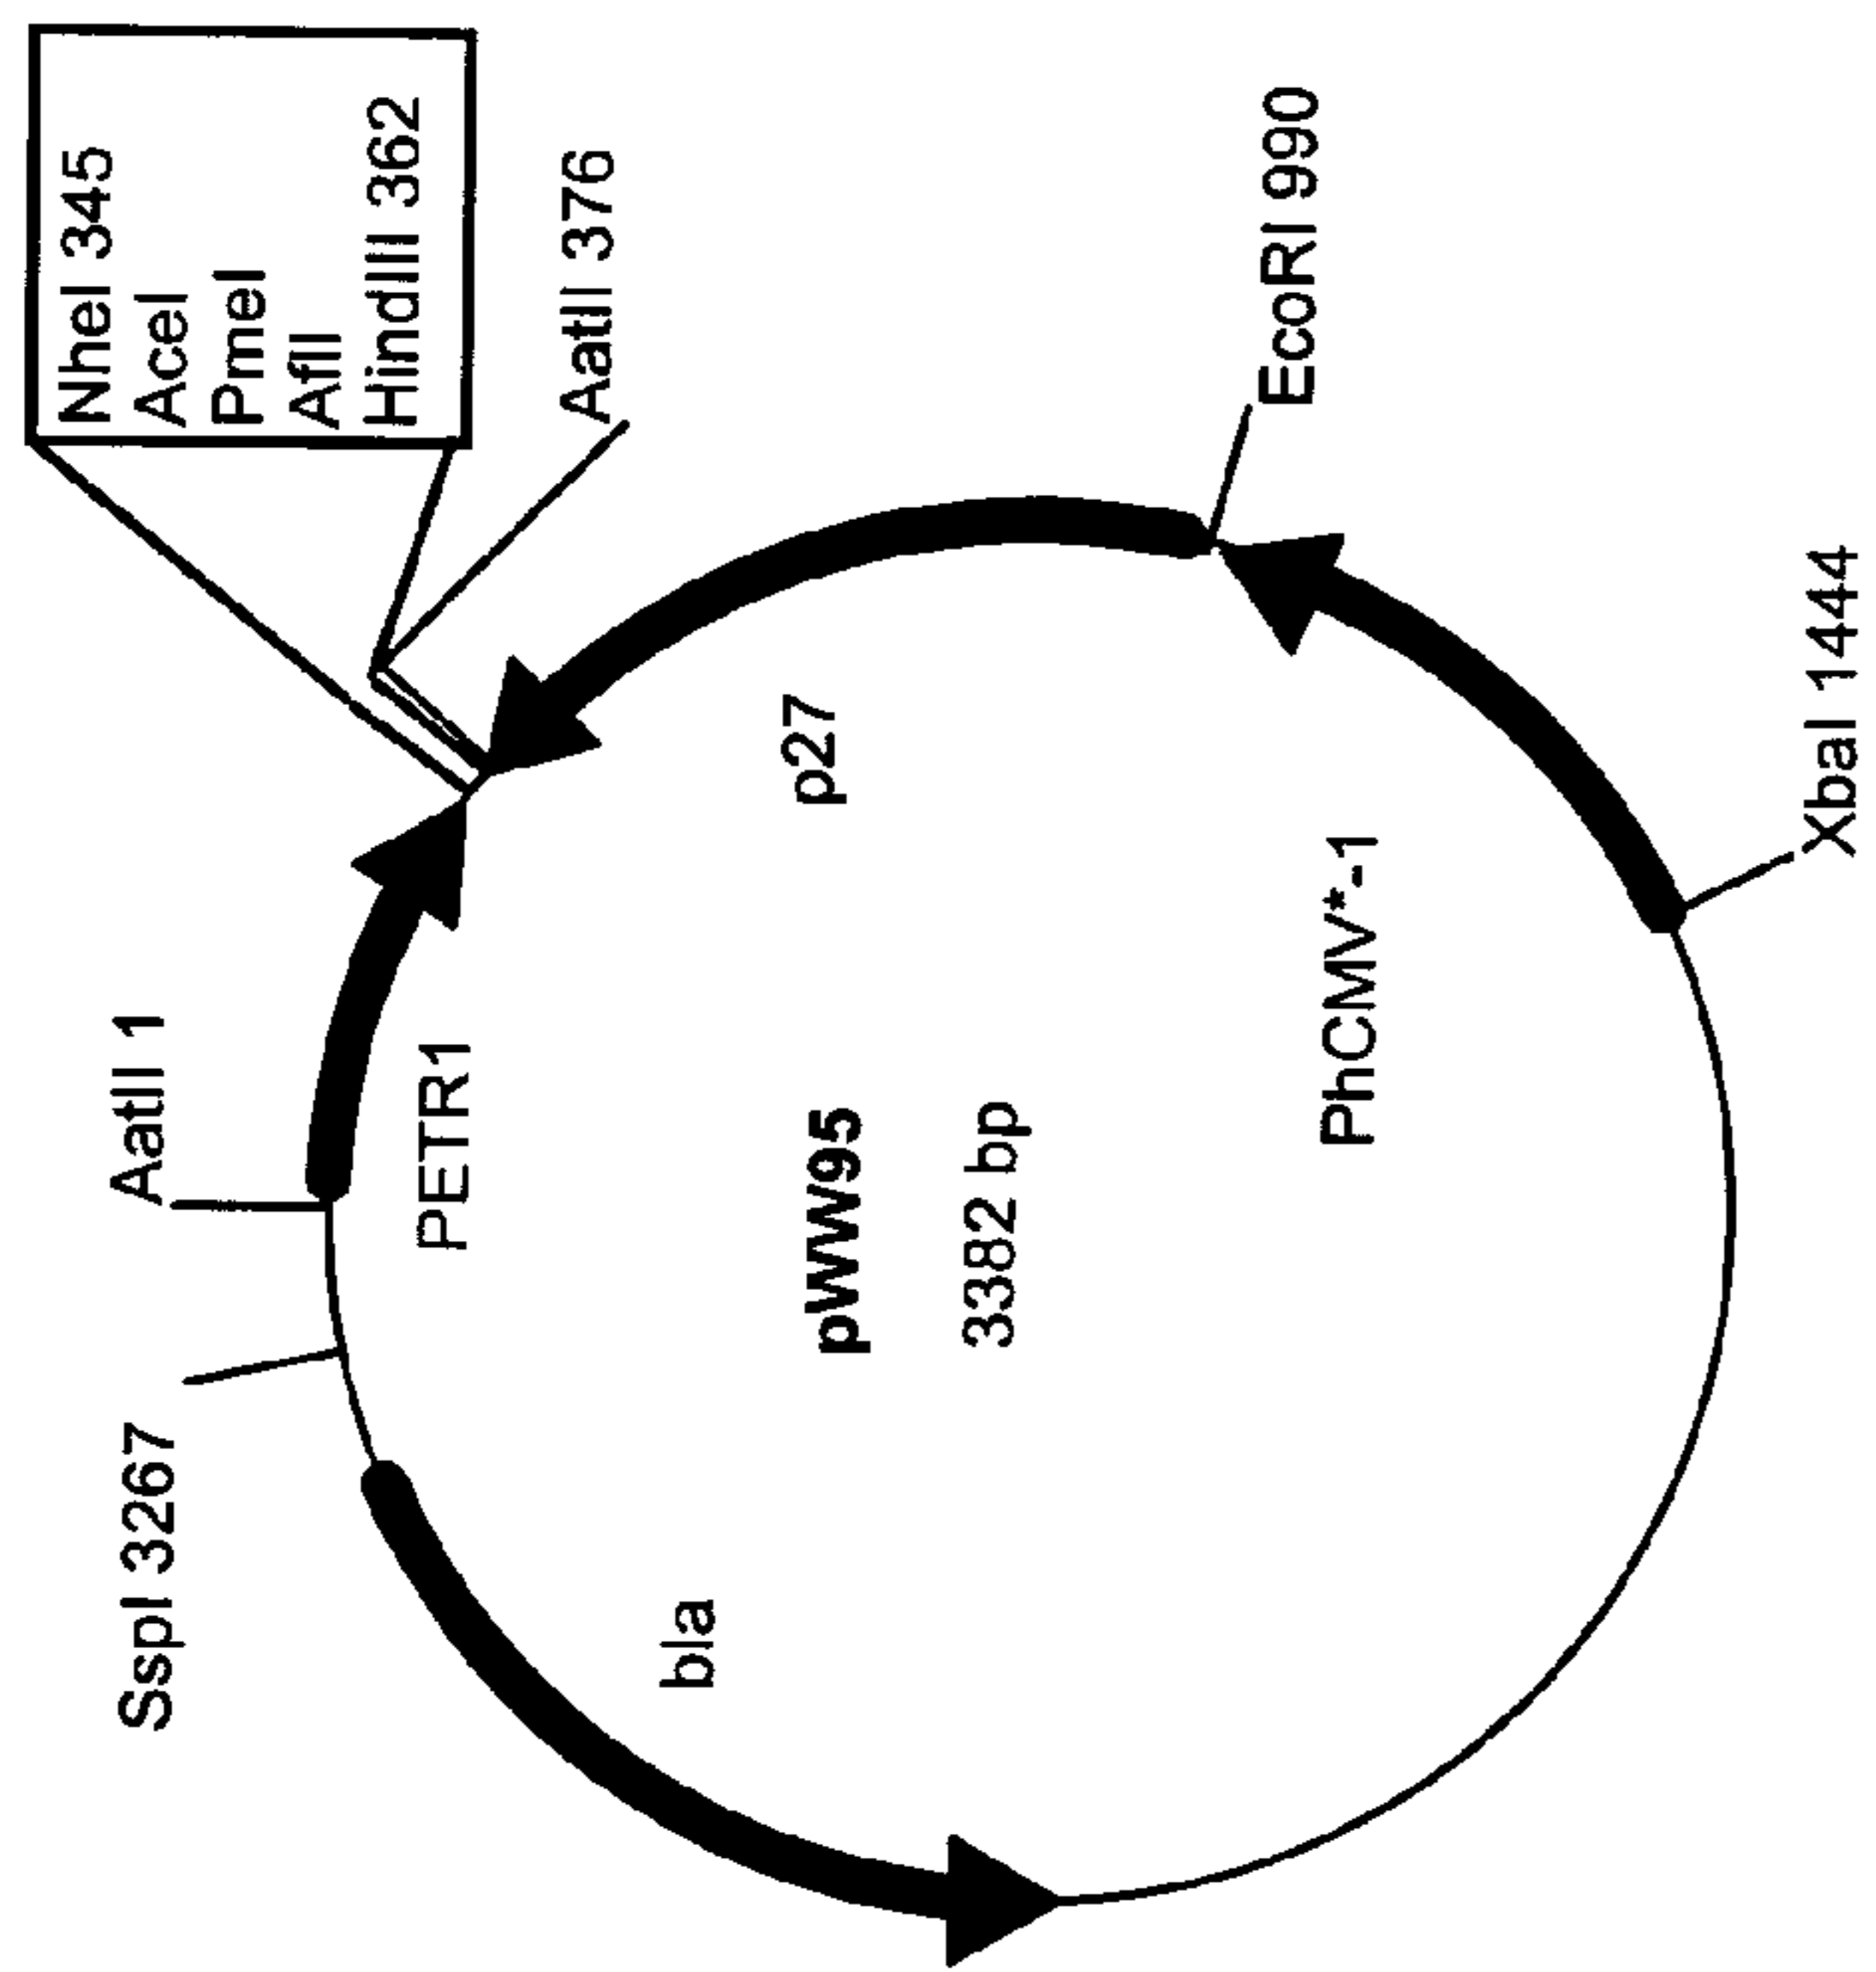 NheI 345
AceI
PmeI
AflII
HindIII 362
AatII 376
AatII 1
SspI 3267
PETR1
p27
EcoRI 990
bla
pWW95
3382 bp
PhCMV*-1
XbaI 1444